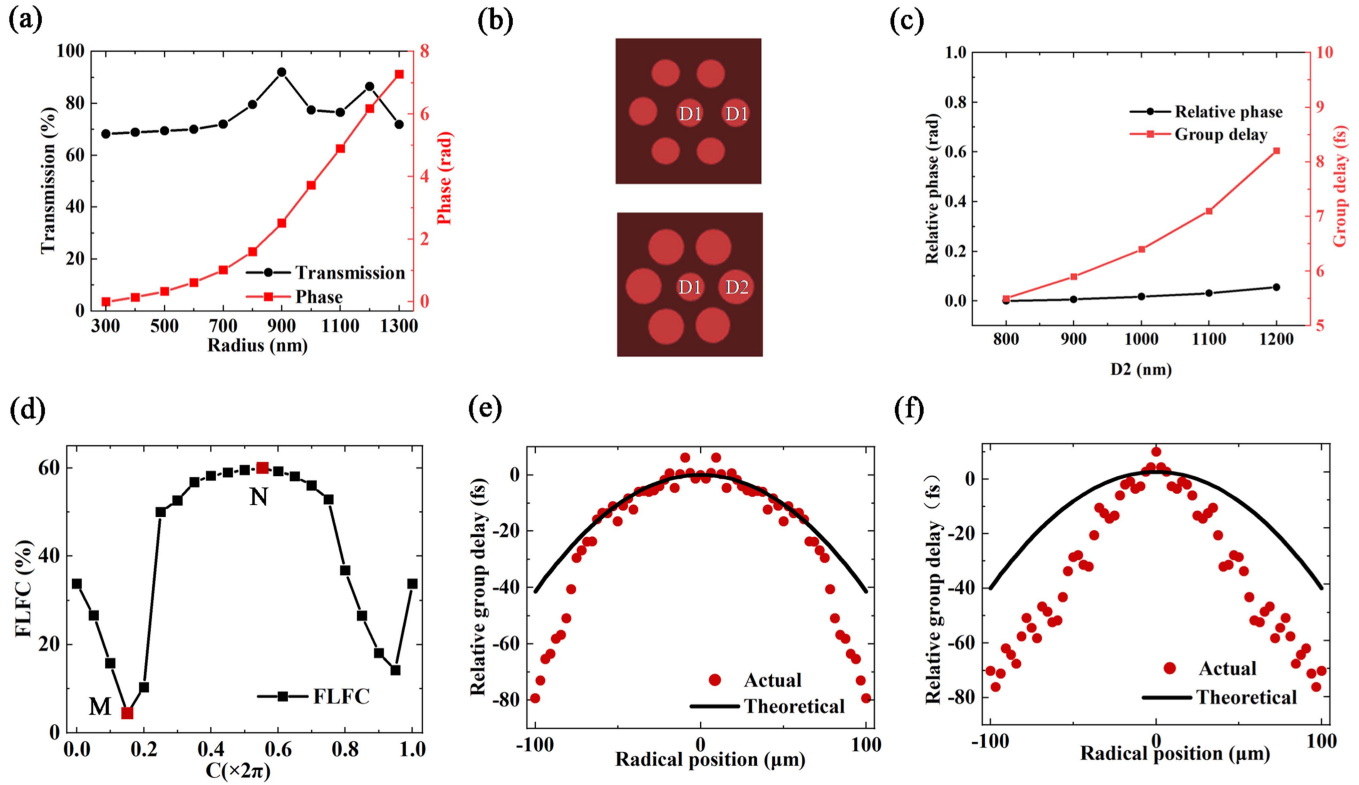 (a)
100
80
60
40
20
0
Transmission (%)
8
6
4
2
0
Phase (rad)
Transmission
Phase
300 500 700 900 1100 1300
Radius (nm)
(b)
D1 D1
D1 D2
(c)
1.0
0.8
0.6
0.4
0.2
0.0
Relative phase (rad)
10
9
8
7
6
5
Group delay (fs)
Relative phase
Group delay
800 900 1000 1100 1200
D2 (nm)
(d)
60
40
20
0
FLFC (%)
N
M
FLFC
0.0 0.2 0.4 0.6 0.8 1.0
C(×2π)
(e)
0
-20
-40
-60
-80
Relative group delay (fs)
Actual
Theoretical
-100 0 100
Radical position (μm)
(f)
0
-20
-40
-60
-80
Relative group delay (fs)
Actual
Theoretical
-100 0 100
Radical position (μm)